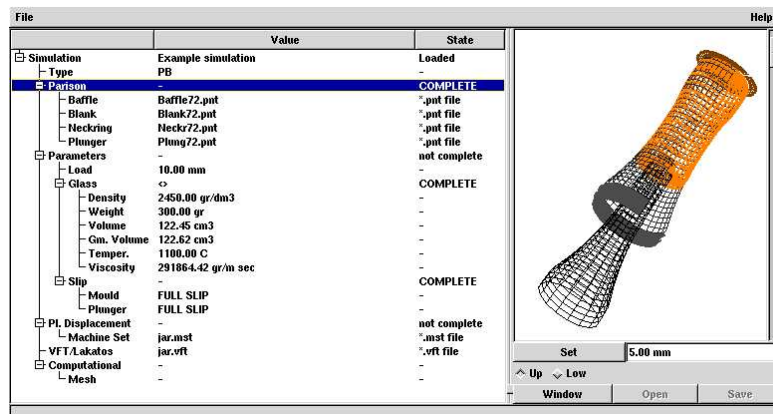 File Help
Value State
Simulation Example simulation Loaded
Type PB -
Parison - COMPLETE
Baffle Baffle72.pnt *.pnt file
Blank Blank72.pnt *.pnt file
Neckring Neckr72.pnt *.pnt file
Plunger Plung72.pnt *.pnt file
Parameters - not complete
Load 10.00 mm -
Glass <> COMPLETE
Density 2450.00 gr/dm3 -
Weight 300.00 gr -
Volume 122.45 cm3 -
Gm. Volume 122.62 cm3 -
Temper. 1100.00 C -
Viscosity 291864.42 gr/m sec -
Slip - COMPLETE
Mould FULL SLIP -
Plunger FULL SLIP -
Pl. Displacement - not complete
Machine Set jar.mst *.mst file
VFT/Lakatos jar.vft *.vft file
Computational - -
Mesh - -
Set 5.00 mm
Up Low
Window Open Save